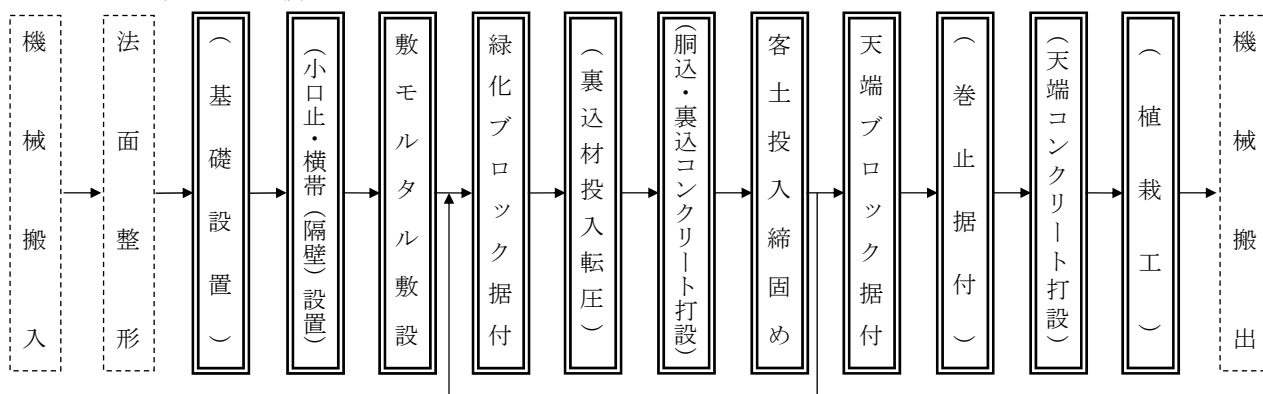 機械搬入
法面整形
（基礎設置）
（小口止・横帯（隔壁）設置）
敷モルタル敷設
緑化ブロック据付
（裏込材投入転圧）
（胴込・裏込コンクリート打設）
客土投入締固め
天端ブロック据付
（巻止据付）
（天端コンクリート打設）
（植栽工）
機械搬出